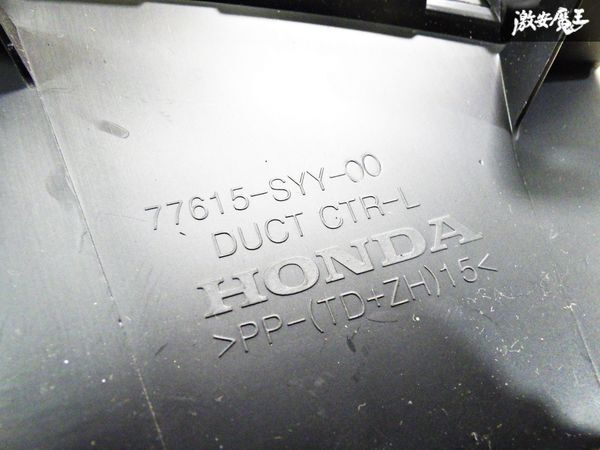 激安魔王
77615-SYY-00
DUCT CTR-L
HONDA
>PP-(TD+ZH)15<